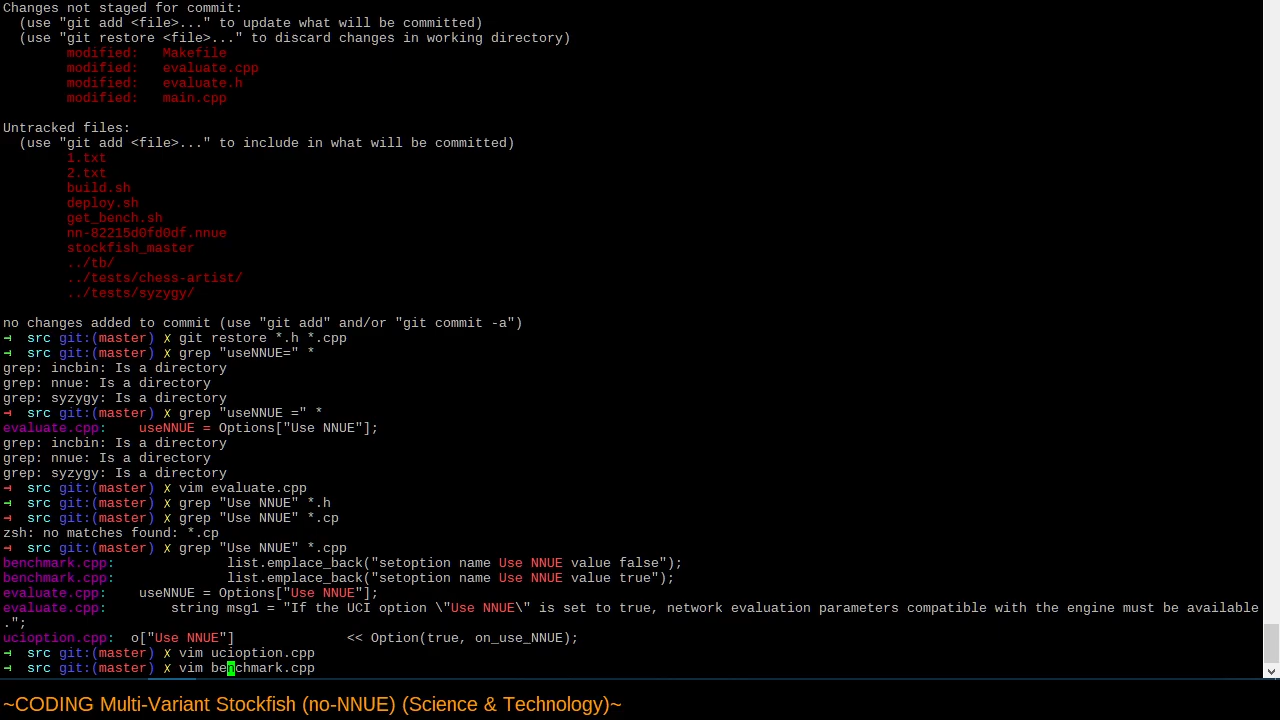 Changes not staged for commit:
  (use "git add <file>..." to update what will be committed)
  (use "git restore <file>..." to discard changes in working directory)
        modified:   Makefile
        modified:   evaluate.cpp
        modified:   evaluate.h
        modified:   main.cpp

Untracked files:
  (use "git add <file>..." to include in what will be committed)
        1.txt
        2.txt
        build.sh
        deploy.sh
        get_bench.sh
        nn-82215d0fd0df.nnue
        stockfish_master
        ../tb/
        ../tests/chess-artist/
        ../tests/syzygy/

no changes added to commit (use "git add" and/or "git commit -a")
→  src git:(master) ✗ git restore *.h *.cpp
→  src git:(master) ✗ grep "useNNUE=" *
grep: incbin: Is a directory
grep: nnue: Is a directory
grep: syzygy: Is a directory
→  src git:(master) ✗ grep "useNNUE =" *
evaluate.cpp:    useNNUE = Options["Use NNUE"];
grep: incbin: Is a directory
grep: nnue: Is a directory
grep: syzygy: Is a directory
→  src git:(master) ✗ vim evaluate.cpp
→  src git:(master) ✗ grep "Use NNUE" *.h
→  src git:(master) ✗ grep "Use NNUE" *.cp
zsh: no matches found: *.cp
→  src git:(master) ✗ grep "Use NNUE" *.cpp
benchmark.cpp:              list.emplace_back("setoption name Use NNUE value false");
benchmark.cpp:              list.emplace_back("setoption name Use NNUE value true");
evaluate.cpp:    useNNUE = Options["Use NNUE"];
evaluate.cpp:        string msg1 = "If the UCI option \"Use NNUE\" is set to true, network evaluation parameters compatible with the engine must be available
.";
ucioption.cpp:  o["Use NNUE"]              << Option(true, on_use_NNUE);
→  src git:(master) ✗ vim ucioption.cpp
→  src git:(master) ✗ vim benchmark.cpp
~CODING Multi-Variant Stockfish (no-NNUE) (Science & Technology)~